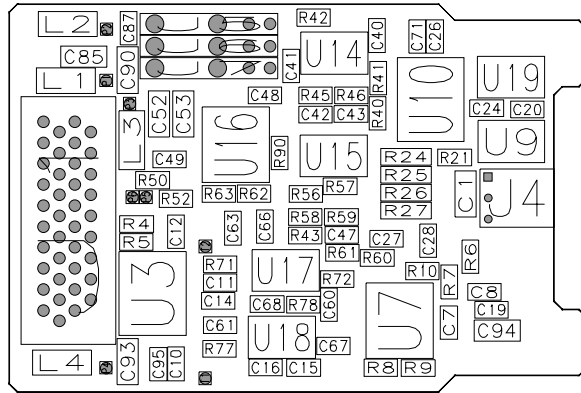 L2
C87
R42
C40
C71
C26
C85
C90
C41
U14
U10
U19
L1
R41
C48
R45
R46
C24
C20
C52
C53
C42
C43
R40
L3
U16
U9
C49
R90
U15
R24
R21
R50
R25
C1
J4
R52
R63
R62
R56
R57
R26
R27
R4
C12
C63
C66
R58
R59
R5
R43
C47
C27
C28
R61
R60
R6
U3
R71
U17
R72
R10
R7
C11
U7
C8
C14
C68
R78
C60
C19
C61
U18
C7
C94
R77
C67
L4
C93
C95
C10
C16
C15
R8
R9